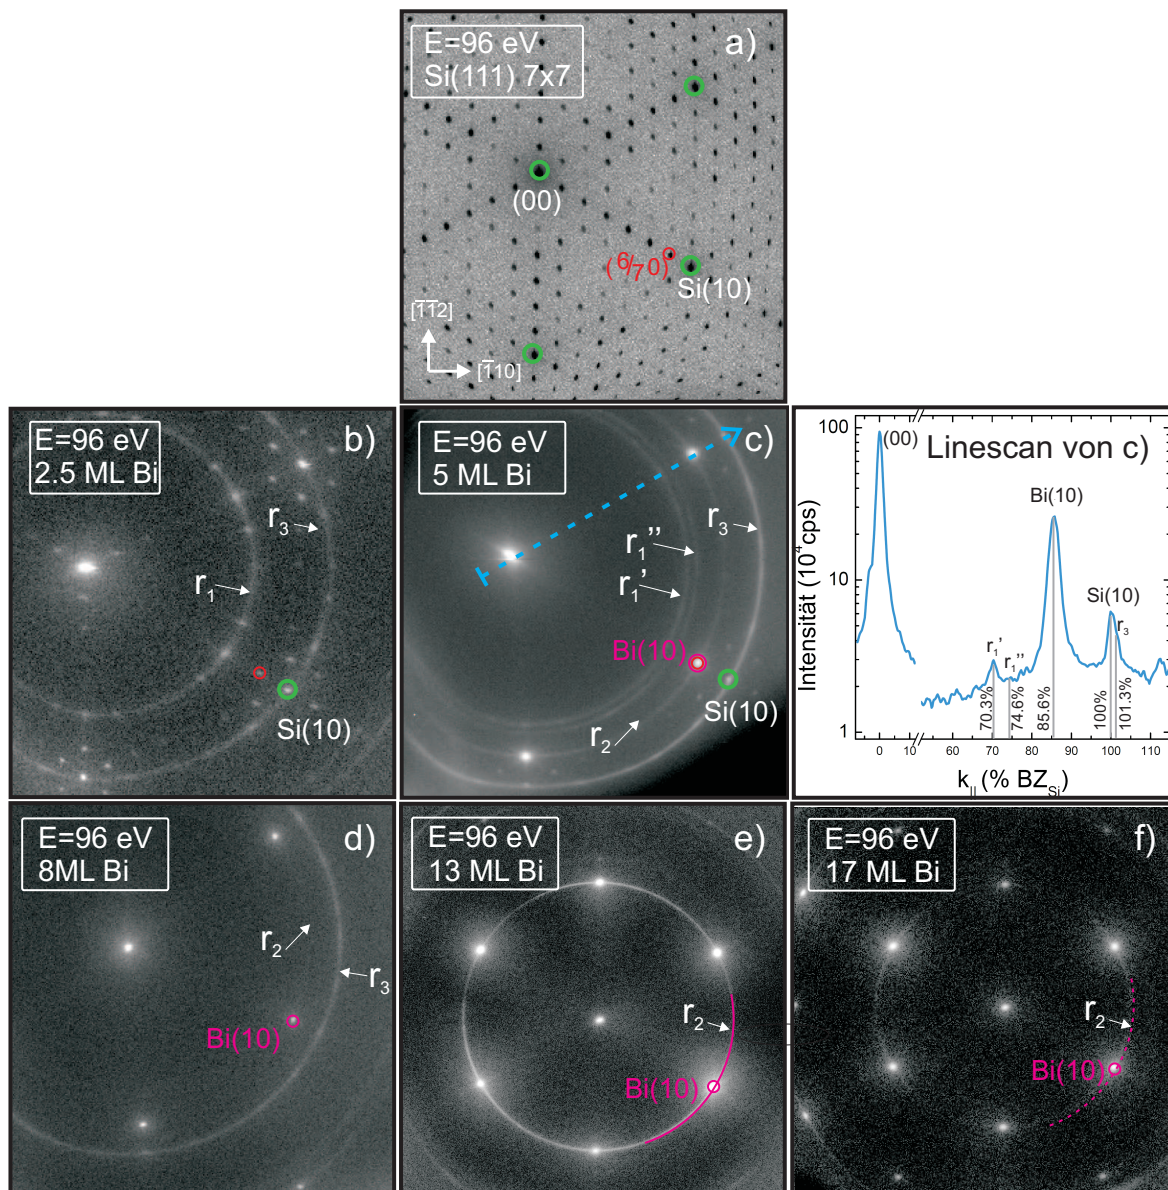 E=96 eV
Si(111) 7x7
a)
(00)
(6/7 0)
Si(10)
[1̅1̅2]
[1̅10]
E=96 eV
2.5 ML Bi
b)
r3
r1
Si(10)
E=96 eV
5 ML Bi
c)
r3
r1''
r1'
Bi(10)
Si(10)
r2
Linescan von c)
(00)
Bi(10)
Si(10)
r3
r1'
r1''
70.3%
74.6%
85.6%
100%
101.3%
100
10
1
Intensität (10⁴cps)
0 10 60 70 80 90 100 110
k|| (% BZSi)
E=96 eV
8ML Bi
d)
r2
r3
Bi(10)
E=96 eV
13 ML Bi
e)
r2
Bi(10)
E=96 eV
17 ML Bi
f)
r2
Bi(10)